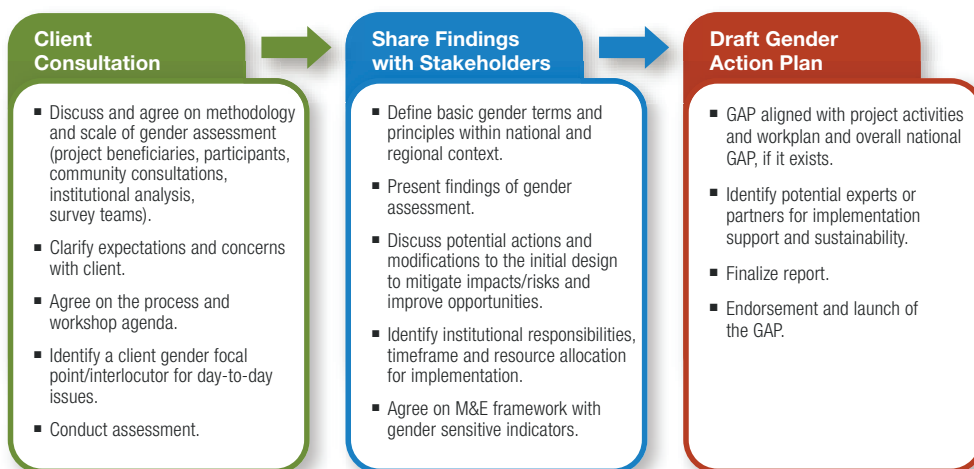 Client
Consultation
■ Discuss and agree on methodology
and scale of gender assessment
(project beneficiaries, participants,
community consultations,
institutional analysis,
survey teams).
■ Clarify expectations and concerns
with client.
■ Agree on the process and
workshop agenda.
■ Identify a client gender focal
point/interlocutor for day-to-day
issues.
■ Conduct assessment.
Share Findings
with Stakeholders
■ Define basic gender terms and
principles within national and
regional context.
■ Present findings of gender
assessment.
■ Discuss potential actions and
modifications to the initial design
to mitigate impacts/risks and
improve opportunities.
■ Identify institutional responsibilities,
timeframe and resource allocation
for implementation.
■ Agree on M&E framework with
gender sensitive indicators.
Draft Gender
Action Plan
■ GAP aligned with project activities
and workplan and overall national
GAP, if it exists.
■ Identify potential experts or
partners for implementation
support and sustainability.
■ Finalize report.
■ Endorsement and launch of
the GAP.